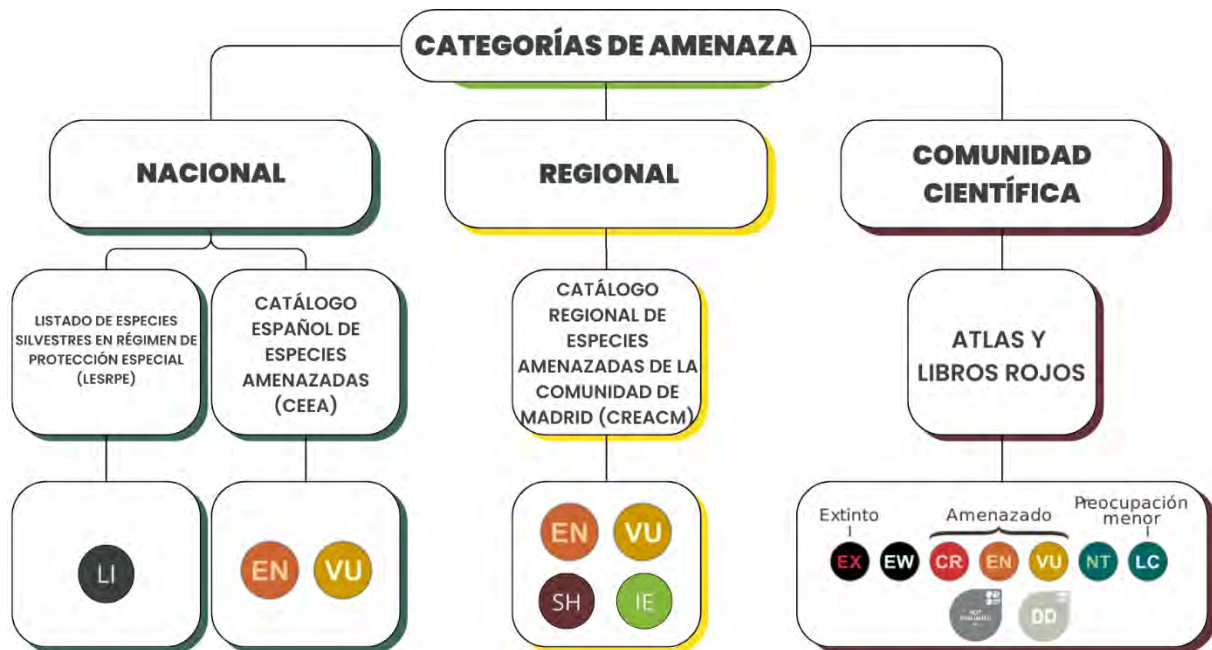 CATEGORÍAS DE AMENAZA
NACIONAL
REGIONAL
COMUNIDAD
CIENTÍFICA
LISTADO DE ESPECIES
SILVESTRES EN RÉGIMEN DE
PROTECCIÓN ESPECIAL
(LESRPE)
CATÁLOGO
ESPAÑOL DE
ESPECIES
AMENAZADAS
(CEEA)
CATÁLOGO
REGIONAL DE
ESPECIES
AMENAZADAS DE LA
COMUNIDAD DE
MADRID (CREACM)
ATLAS Y
LIBROS ROJOS
LI
EN VU
EN VU
SH IE
Extinto
Amenazado
Preocupación
menor
EX EW CR EN VU NT LC
NOT
EVALUATED
DD